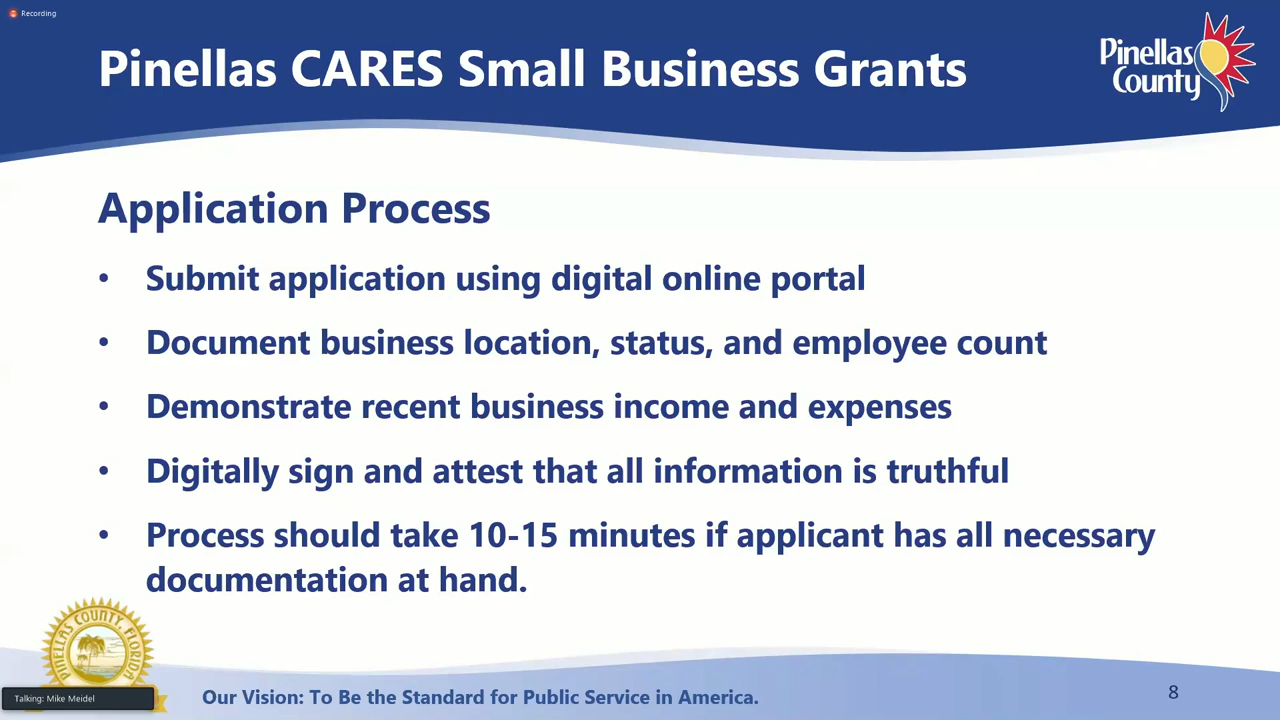 Recording
Pinellas CARES Small Business Grants
Pinellas
County
Application Process
• Submit application using digital online portal
• Document business location, status, and employee count
• Demonstrate recent business income and expenses
• Digitally sign and attest that all information is truthful
• Process should take 10-15 minutes if applicant has all necessary
documentation at hand.
PINELLAS COUNTY, FLORIDA
Talking: Mike Meidel
Our Vision: To Be the Standard for Public Service in America.
8